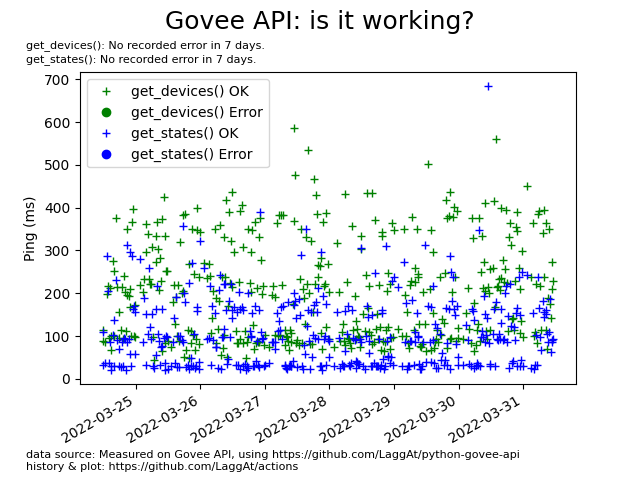 Govee API: is it working?
get_devices(): No recorded error in 7 days.
get_states(): No recorded error in 7 days.
get_devices() OK
get_devices() Error
get_states() OK
get_states() Error
Ping (ms)
700
600
500
400
300
200
100
0
2022-03-25
2022-03-26
2022-03-27
2022-03-28
2022-03-29
2022-03-30
2022-03-31
data source: Measured on Govee API, using https://github.com/LaggAt/python-govee-api
history & plot: https://github.com/LaggAt/actions